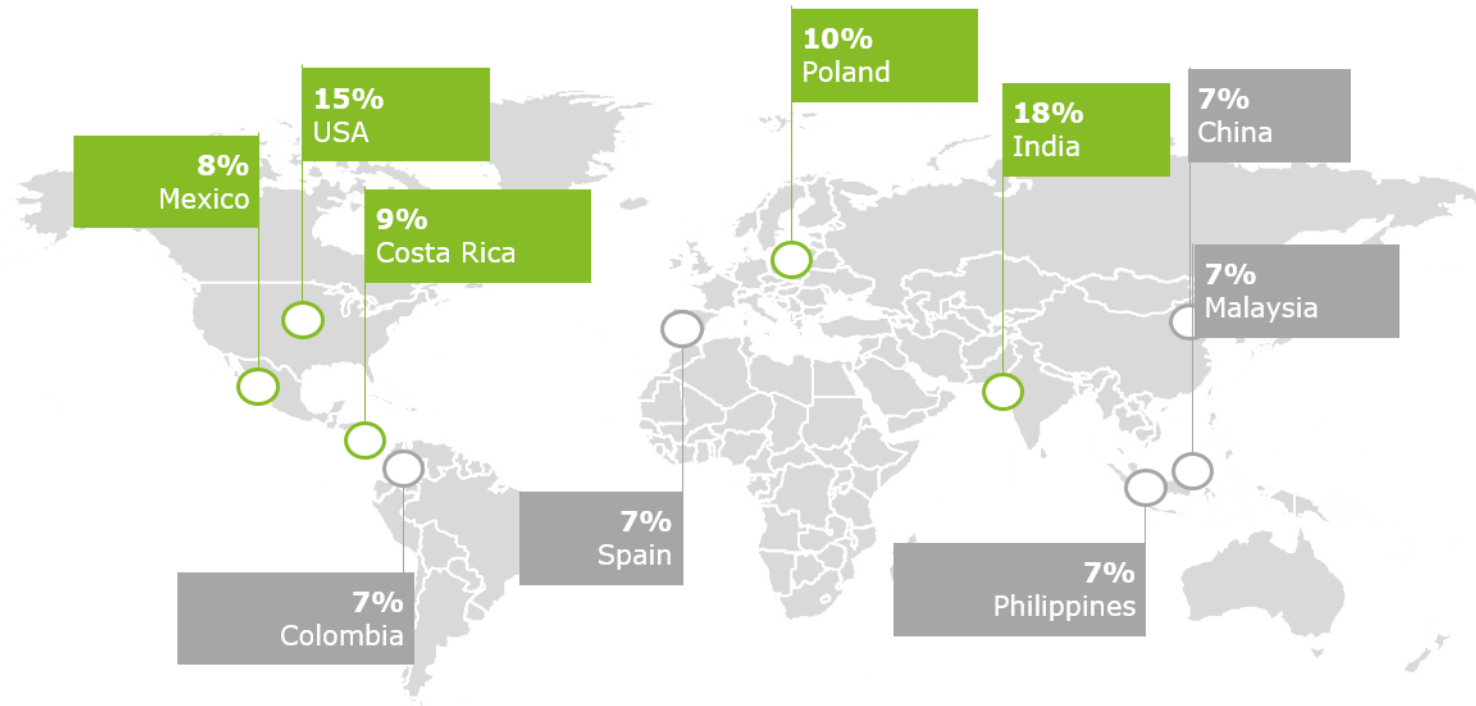 10%
Poland
15%
USA
18%
India
7%
China
8%
Mexico
9%
Costa Rica
7%
Malaysia
7%
Spain
7%
Philippines
7%
Colombia